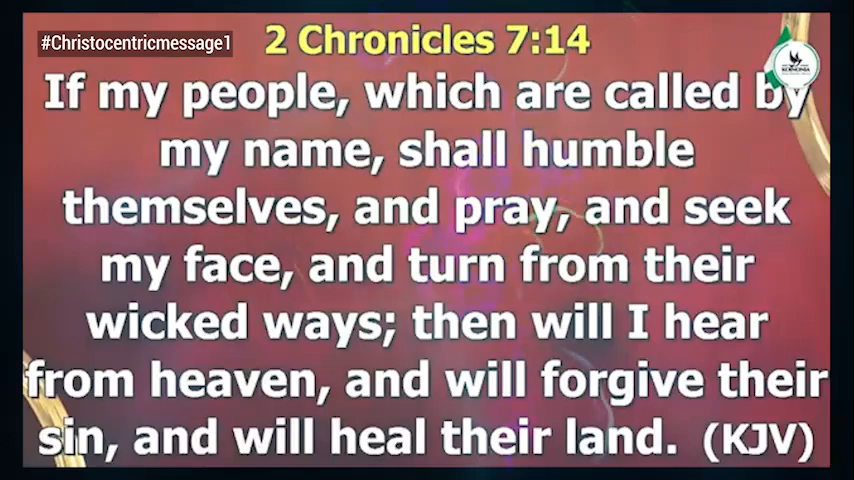 #Christocentricmessage1
2 Chronicles 7:14
KOINONIA
If my people, which are called by
my name, shall humble
themselves, and pray, and seek
my face, and turn from their
wicked ways; then will I hear
from heaven, and will forgive their
sin, and will heal their land. (KJV)